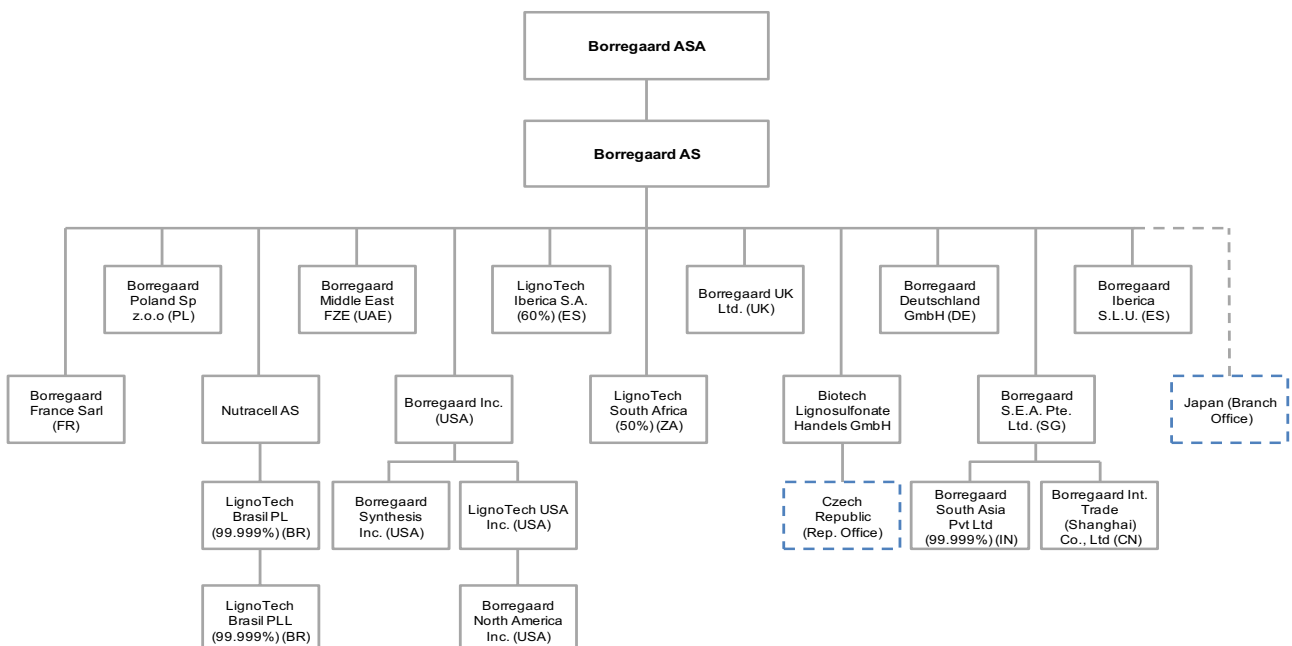 Borregaard ASA
Borregaard AS
Borregaard
Poland Sp
z.o.o (PL)
Borregaard
Middle East
FZE (UAE)
LignoTech
Iberica S.A.
(60%) (ES)
Borregaard UK
Ltd. (UK)
Borregaard
Deutschland
GmbH (DE)
Borregaard
Iberica
S.L.U. (ES)
Borregaard
France Sarl
(FR)
Nutracell AS
Borregaard Inc.
(USA)
LignoTech
South Africa
(50%) (ZA)
Biotech
Lignosulfonate
Handels GmbH
Borregaard
S.E.A. Pte.
Ltd. (SG)
Japan (Branch
Office)
LignoTech
Brasil PL
(99.999%) (BR)
Borregaard
Synthesis
Inc. (USA)
LignoTech USA
Inc. (USA)
Czech
Republic
(Rep. Office)
Borregaard
South Asia
Pvt Ltd
(99.999%) (IN)
Borregaard Int.
Trade
(Shanghai)
Co., Ltd (CN)
LignoTech
Brasil PLL
(99.999%) (BR)
Borregaard
North America
Inc. (USA)